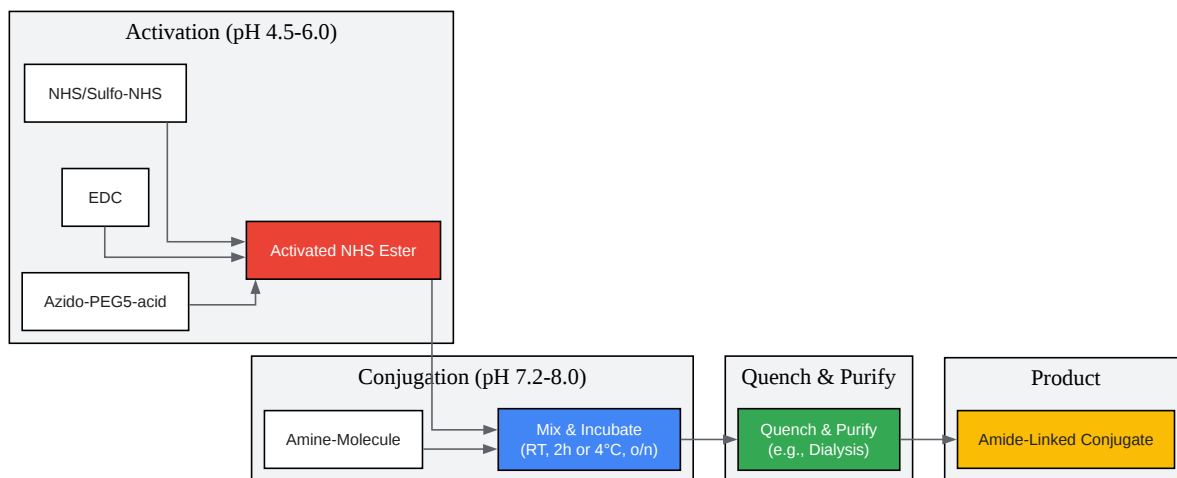 Activation (pH 4.5-6.0)
NHS/Sulfo-NHS
EDC
Activated NHS Ester
Azido-PEG5-acid
Conjugation (pH 7.2-8.0)
Amine-Molecule
Mix & Incubate
(RT, 2h or 4°C, o/n)
Quench & Purify
Quench & Purify
(e.g., Dialysis)
Product
Amide-Linked Conjugate